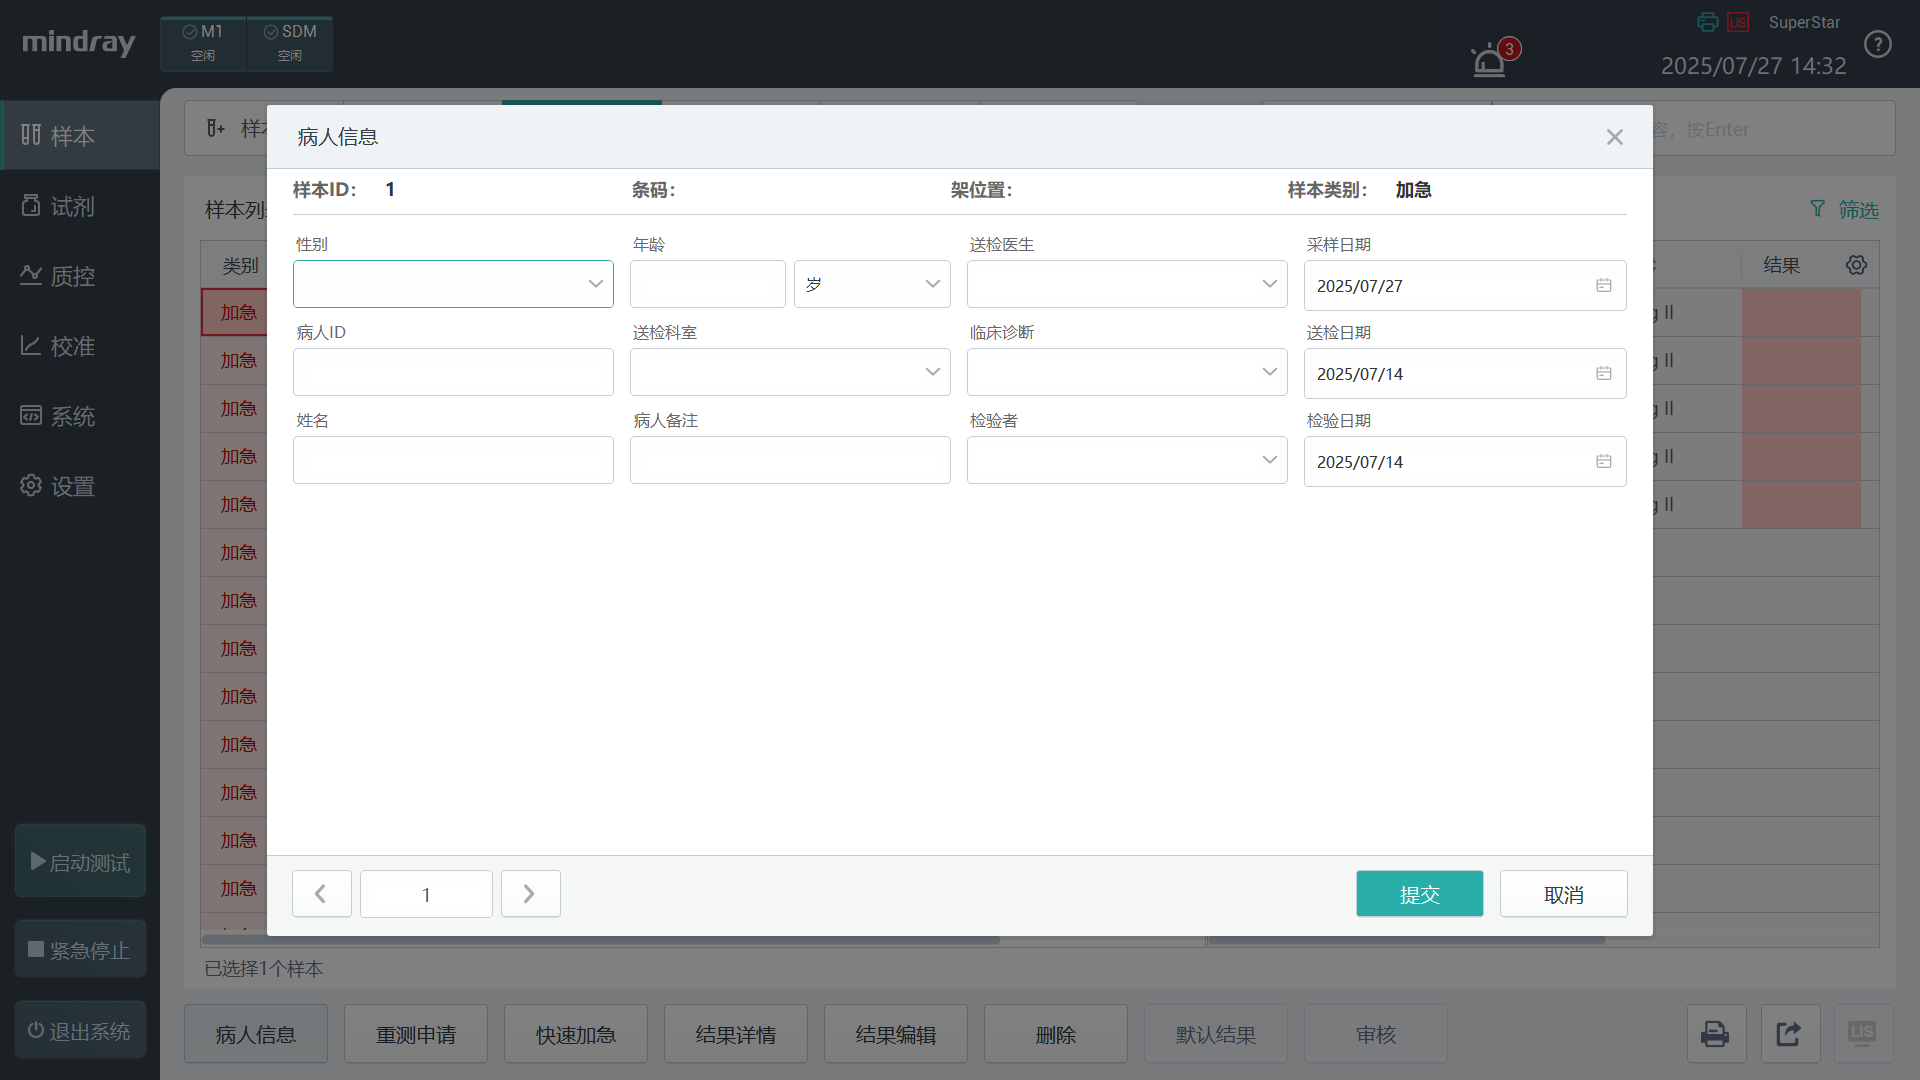 mindray
M1
空闲
SDM
空闲
3
LIS
SuperStar
2025/07/27 14:32
样本
试剂
质控
校准
系统
设置
启动测试
紧急停止
退出系统
容，按Enter
筛选
类别
结果
加急
加急
加急
加急
加急
加急
加急
加急
加急
加急
加急
加急
加急
g II
g II
g II
g II
g II
病人信息
样本ID： 1
条码：
架位置：
样本类别： 加急
性别
年龄
岁
送检医生
采样日期
2025/07/27
病人ID
送检科室
临床诊断
送检日期
2025/07/14
姓名
病人备注
检验者
检验日期
2025/07/14
1
提交
取消
已选择1个样本
病人信息
重测申请
快速加急
结果详情
结果编辑
删除
默认结果
审核
LIS